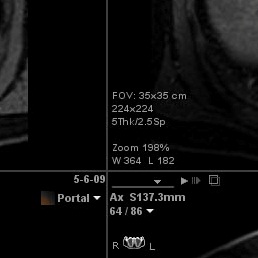 FOV: 35x35 cm
224x224
5Thk/2.5Sp
Zoom 198%
W 364 L 182
5-6-09
Portal
Ax S137.3mm
64 / 86
R L